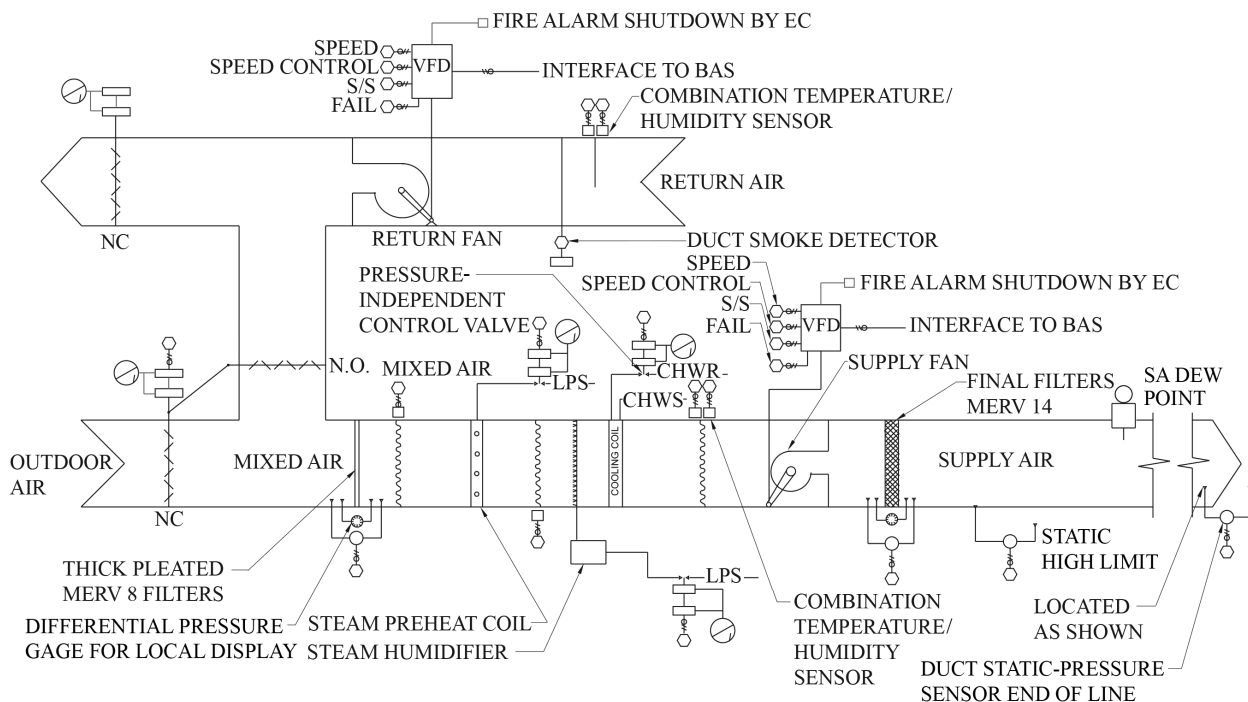 FIRE ALARM SHUTDOWN BY EC
SPEED
SPEED CONTROL
VFD
INTERFACE TO BAS
S/S
FAIL
COMBINATION TEMPERATURE/
HUMIDITY SENSOR
RETURN AIR
NC
RETURN FAN
DUCT SMOKE DETECTOR
PRESSURE-
INDEPENDENT
CONTROL VALVE
SPEED
SPEED CONTROL
S/S
FAIL
FIRE ALARM SHUTDOWN BY EC
VFD
INTERFACE TO BAS
N.O.
MIXED AIR
LPS
CHWR
CHWS
SUPPLY FAN
FINAL FILTERS
MERV 14
SA DEW
POINT
OUTDOOR
AIR
MIXED AIR
COOLING COIL
SUPPLY AIR
NC
THICK PLEATED
MERV 8 FILTERS
DIFFERENTIAL PRESSURE
GAGE FOR LOCAL DISPLAY
STEAM PREHEAT COIL
STEAM HUMIDIFIER
LPS
COMBINATION
TEMPERATURE/
HUMIDITY
SENSOR
STATIC
HIGH LIMIT
LOCATED
AS SHOWN
DUCT STATIC-PRESSURE
SENSOR END OF LINE